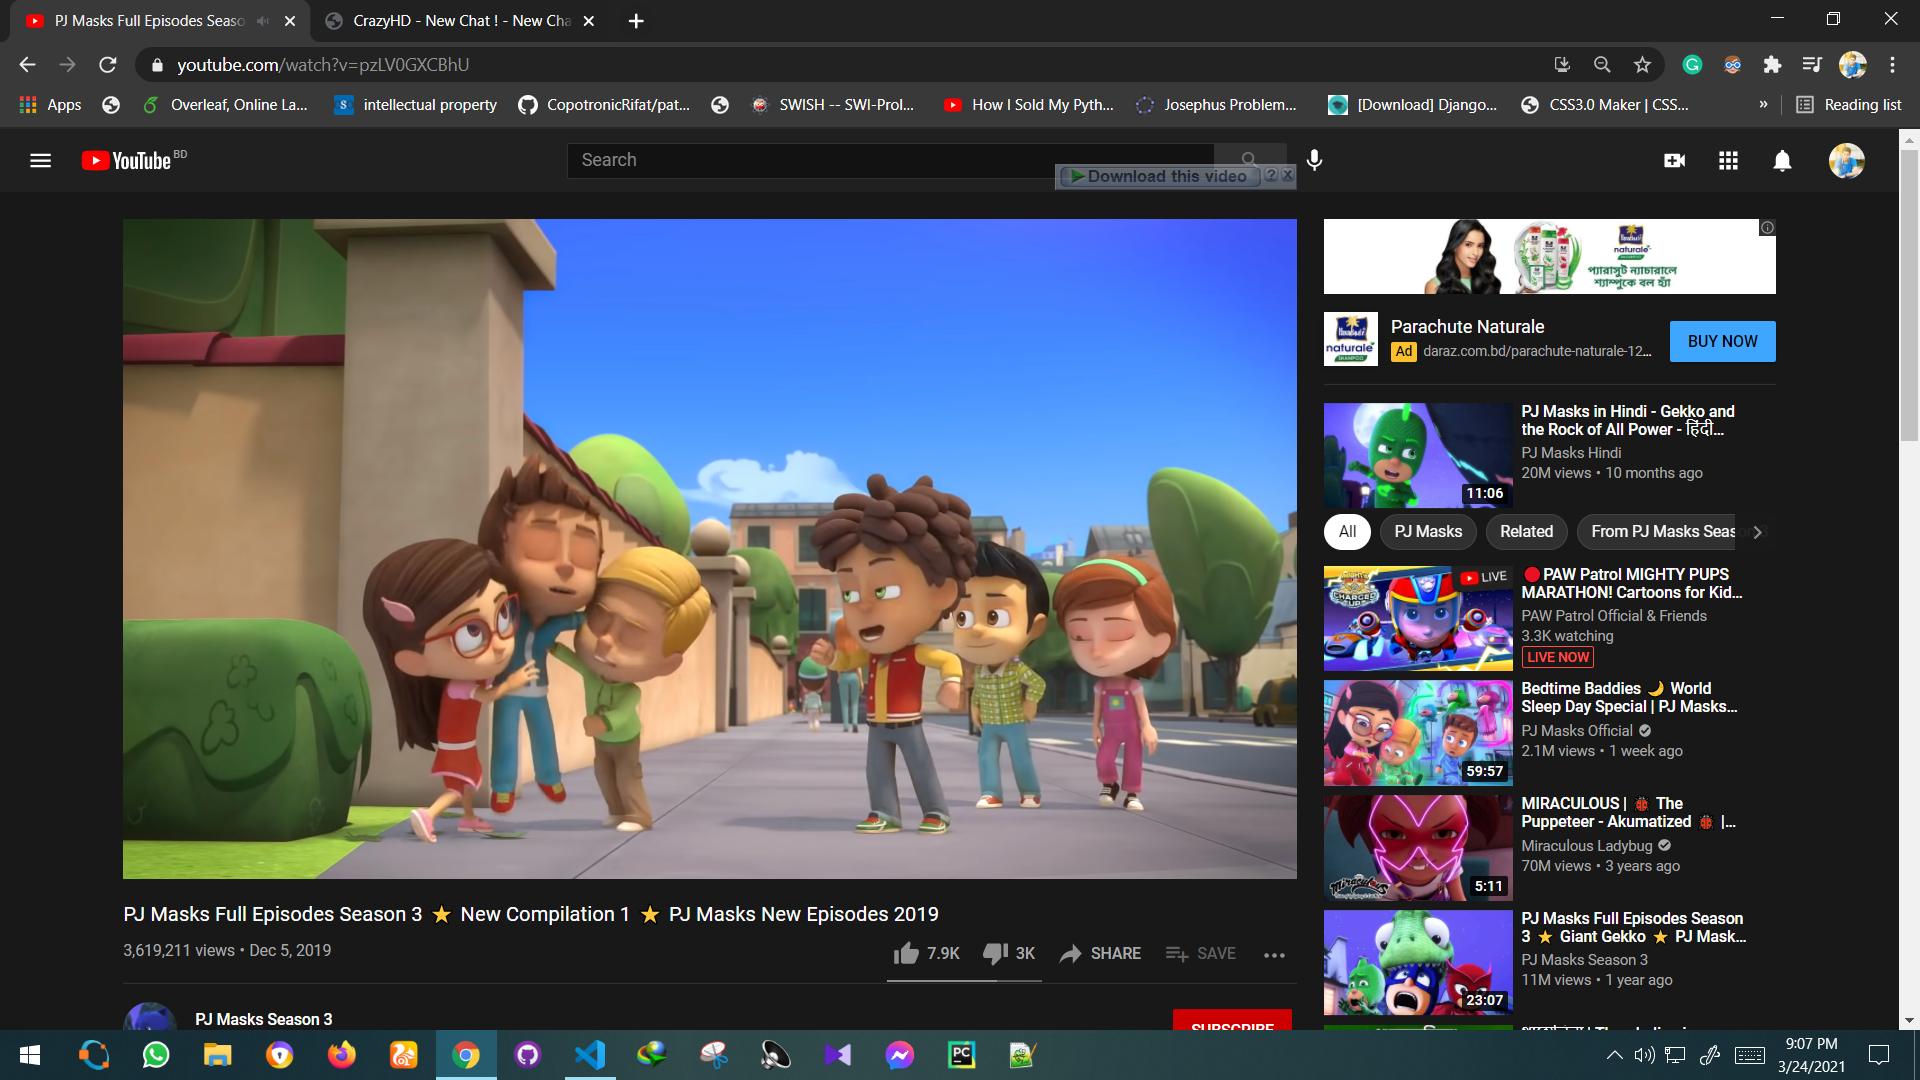 PJ Masks Full Episodes Seaso
CrazyHD - New Chat ! - New Cha
youtube.com/watch?v=pzLV0GXCBhU
Apps
Overleaf, Online La...
intellectual property
CopotronicRifat/pat...
SWISH -- SWI-Prol...
How I Sold My Pyth...
Josephus Problem...
[Download] Django...
CSS3.0 Maker | CSS...
»
Reading list
YouTube BD
Search
Download this video
প্যারাসুট ন্যাচারালে
শ্যাম্পুকে বল হ্যাঁ
naturale
Parachute Naturale
Ad daraz.com.bd/parachute-naturale-12...
BUY NOW
PJ Masks in Hindi - Gekko and
the Rock of All Power - हिंदी...
PJ Masks Hindi
20M views • 10 months ago
11:06
All
PJ Masks
Related
From PJ Masks Season 3
LIVE
CHARGED UP
PAW Patrol MIGHTY PUPS
MARATHON! Cartoons for Kid...
PAW Patrol Official & Friends
3.3K watching
LIVE NOW
Bedtime Baddies 🌙 World
Sleep Day Special | PJ Masks...
PJ Masks Official
2.1M views • 1 week ago
59:57
MIRACULOUS | 🐞 The
Puppeteer - Akumatized 🐞 |...
Miraculous Ladybug
70M views • 3 years ago
Miraculous
5:11
PJ Masks Full Episodes Season
3 ⭐ Giant Gekko ⭐ PJ Mask...
PJ Masks Season 3
11M views • 1 year ago
23:07
PJ Masks Full Episodes Season 3 ⭐ New Compilation 1 ⭐ PJ Masks New Episodes 2019
3,619,211 views • Dec 5, 2019
7.9K
3K
SHARE
SAVE
PJ Masks Season 3
SUBSCRIBE
PC
9:07 PM
3/24/2021